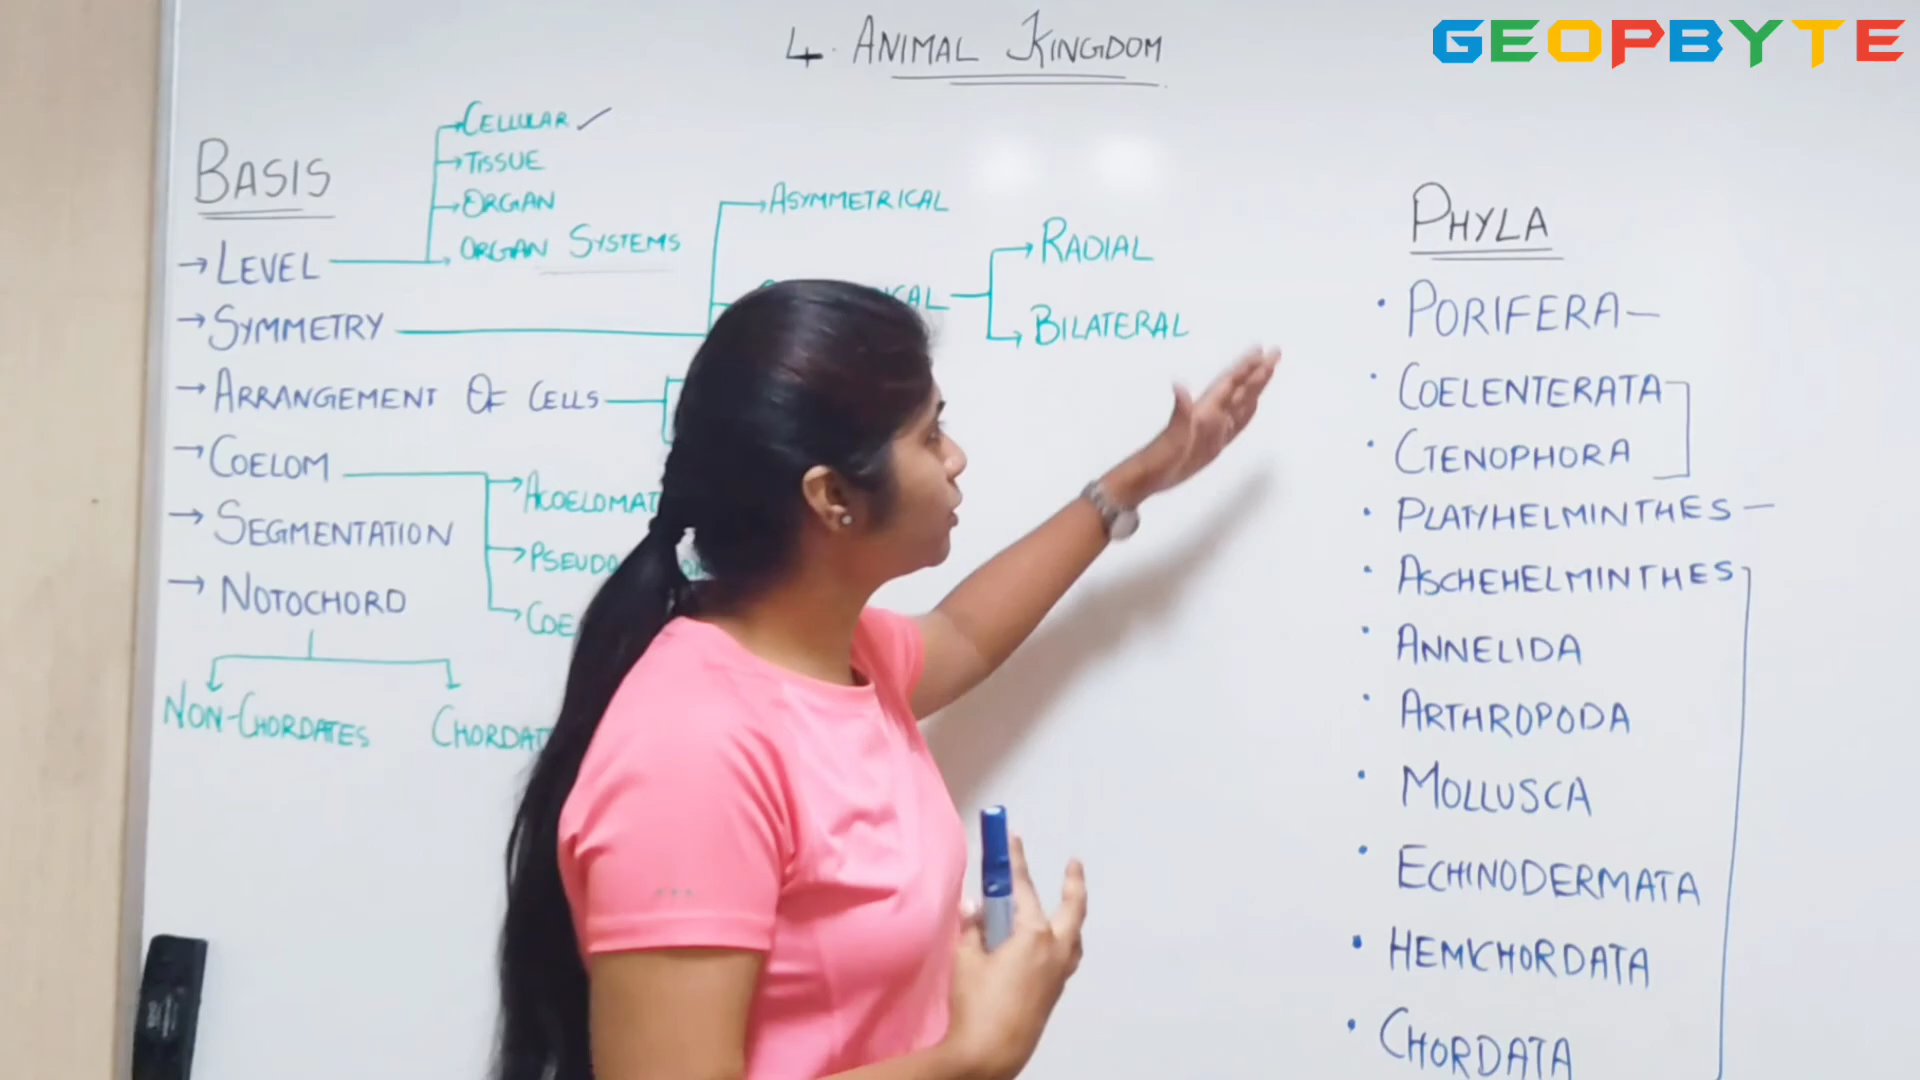 4. ANIMAL KINGDOM
GEOPBYTE
BASIS
→ LEVEL
→ CELLULAR ✓
→ TISSUE
→ ORGAN
→ ORGAN SYSTEMS
→ SYMMETRY
→ ASYMMETRICAL
→ RADIAL
→ BILATERAL
→ ARRANGEMENT OF CELLS
→ COELOM
→ SEGMENTATION
→ NOTOCHORD
NON-CHORDATES
PHYLA
• PORIFERA
• COELENTERATA
• CTENOPHORA
• PLATYHELMINTHES
• ASCHEHELMINTHES
• ANNELIDA
• ARTHROPODA
• MOLLUSCA
• ECHINODERMATA
• HEMICHORDATA
• CHORDATA